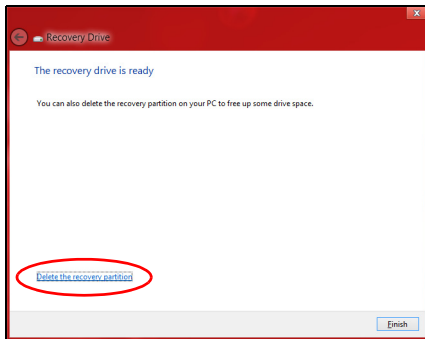 x
Recovery Drive
The recovery drive is ready
You can also delete the recovery partition on your PC to free up some drive space.
Delete the recovery partition
Finish